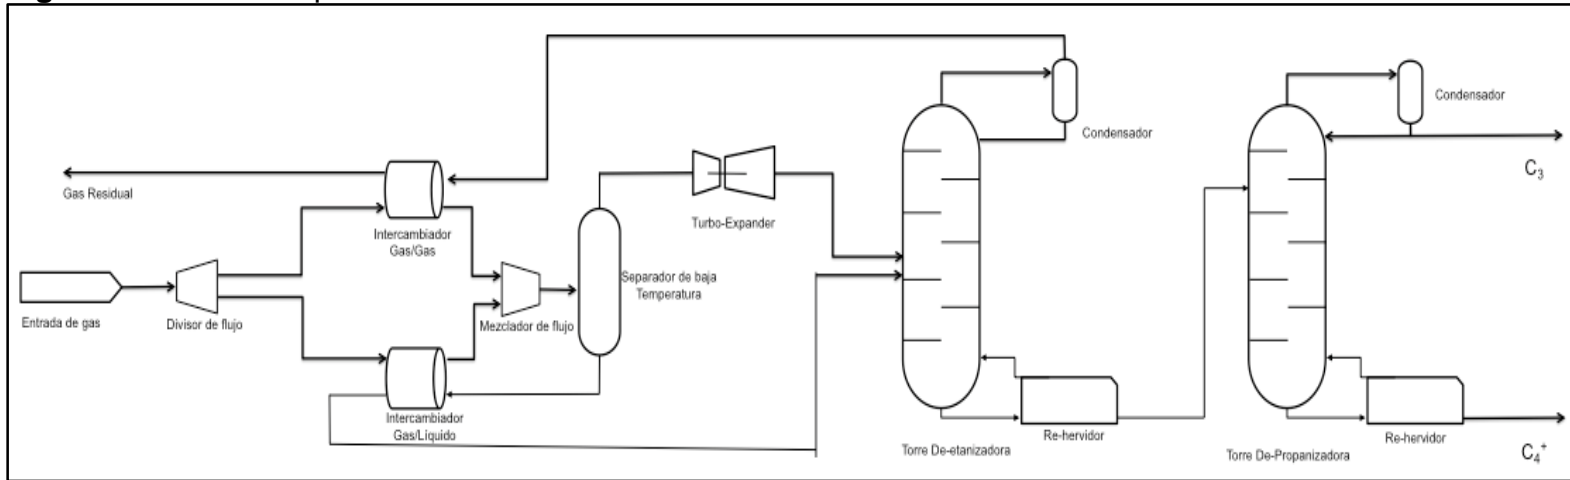 Condensador
Condensador
C3
Gas Residual
Turbo-Expander
Intercambiador
Gas/Gas
Separador de baja
Temperatura
Entrada de gas
Divisor de flujo
Mezclador de flujo
Intercambiador
Gas/Líquido
Re-hervidor
Torre De-etanizadora
Re-hervidor
Torre De-Propanizadora
C4+